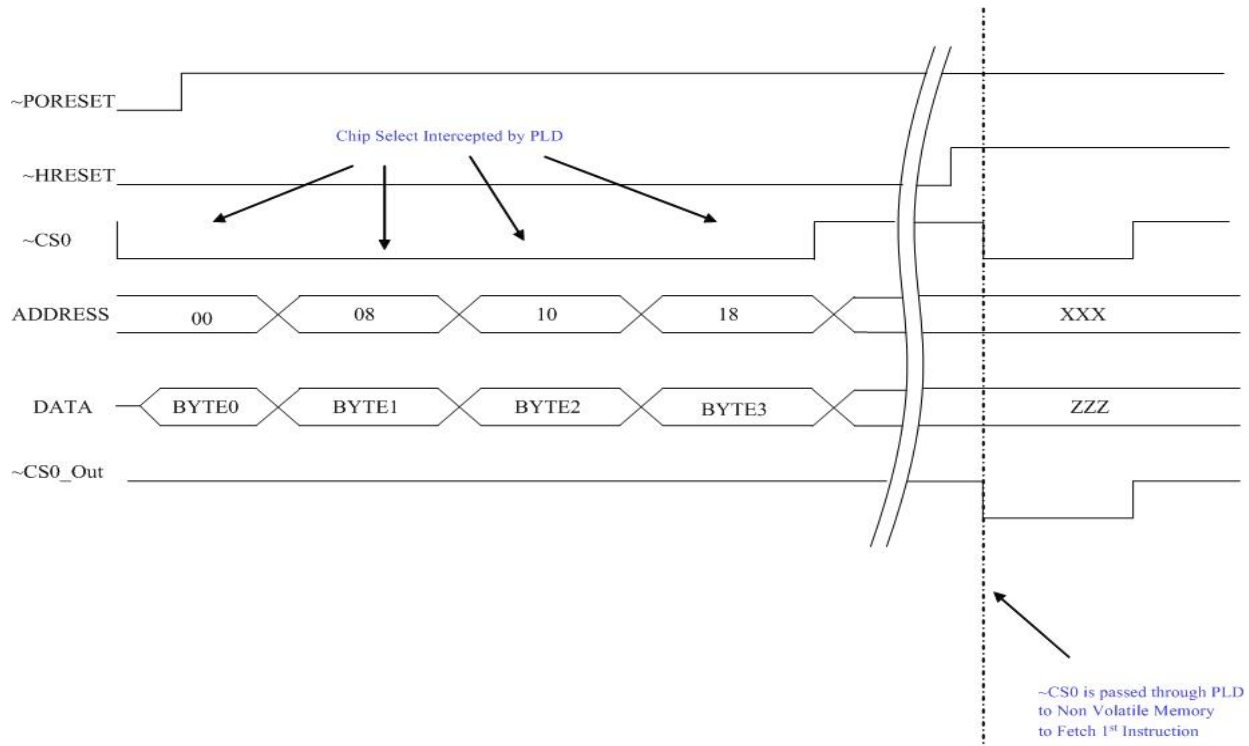 ~PORESET
Chip Select Intercepted by PLD
~HRESET
~CS0
ADDRESS
00
08
10
18
XXX
DATA
BYTE0
BYTE1
BYTE2
BYTE3
ZZZ
~CS0_Out
~CS0 is passed through PLD
to Non Volatile Memory
to Fetch 1st Instruction